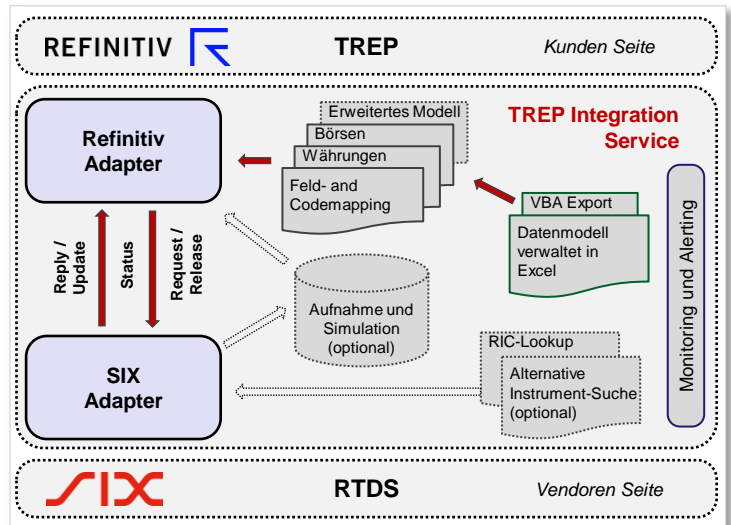 REFINITIV
TREP
Kunden Seite
TREP Integration
Service
Refinitiv
Adapter
Erweitertes Modell
Börsen
Währungen
Feld- and
Codemapping
VBA Export
Datenmodell
verwaltet in
Excel
Reply /
Update
Status
Request /
Release
Aufnahme und
Simulation
(optional)
RIC-Lookup
Alternative
Instrument-Suche
(optional)
Monitoring und Alerting
SIX
Adapter
SIX
RTDS
Vendoren Seite